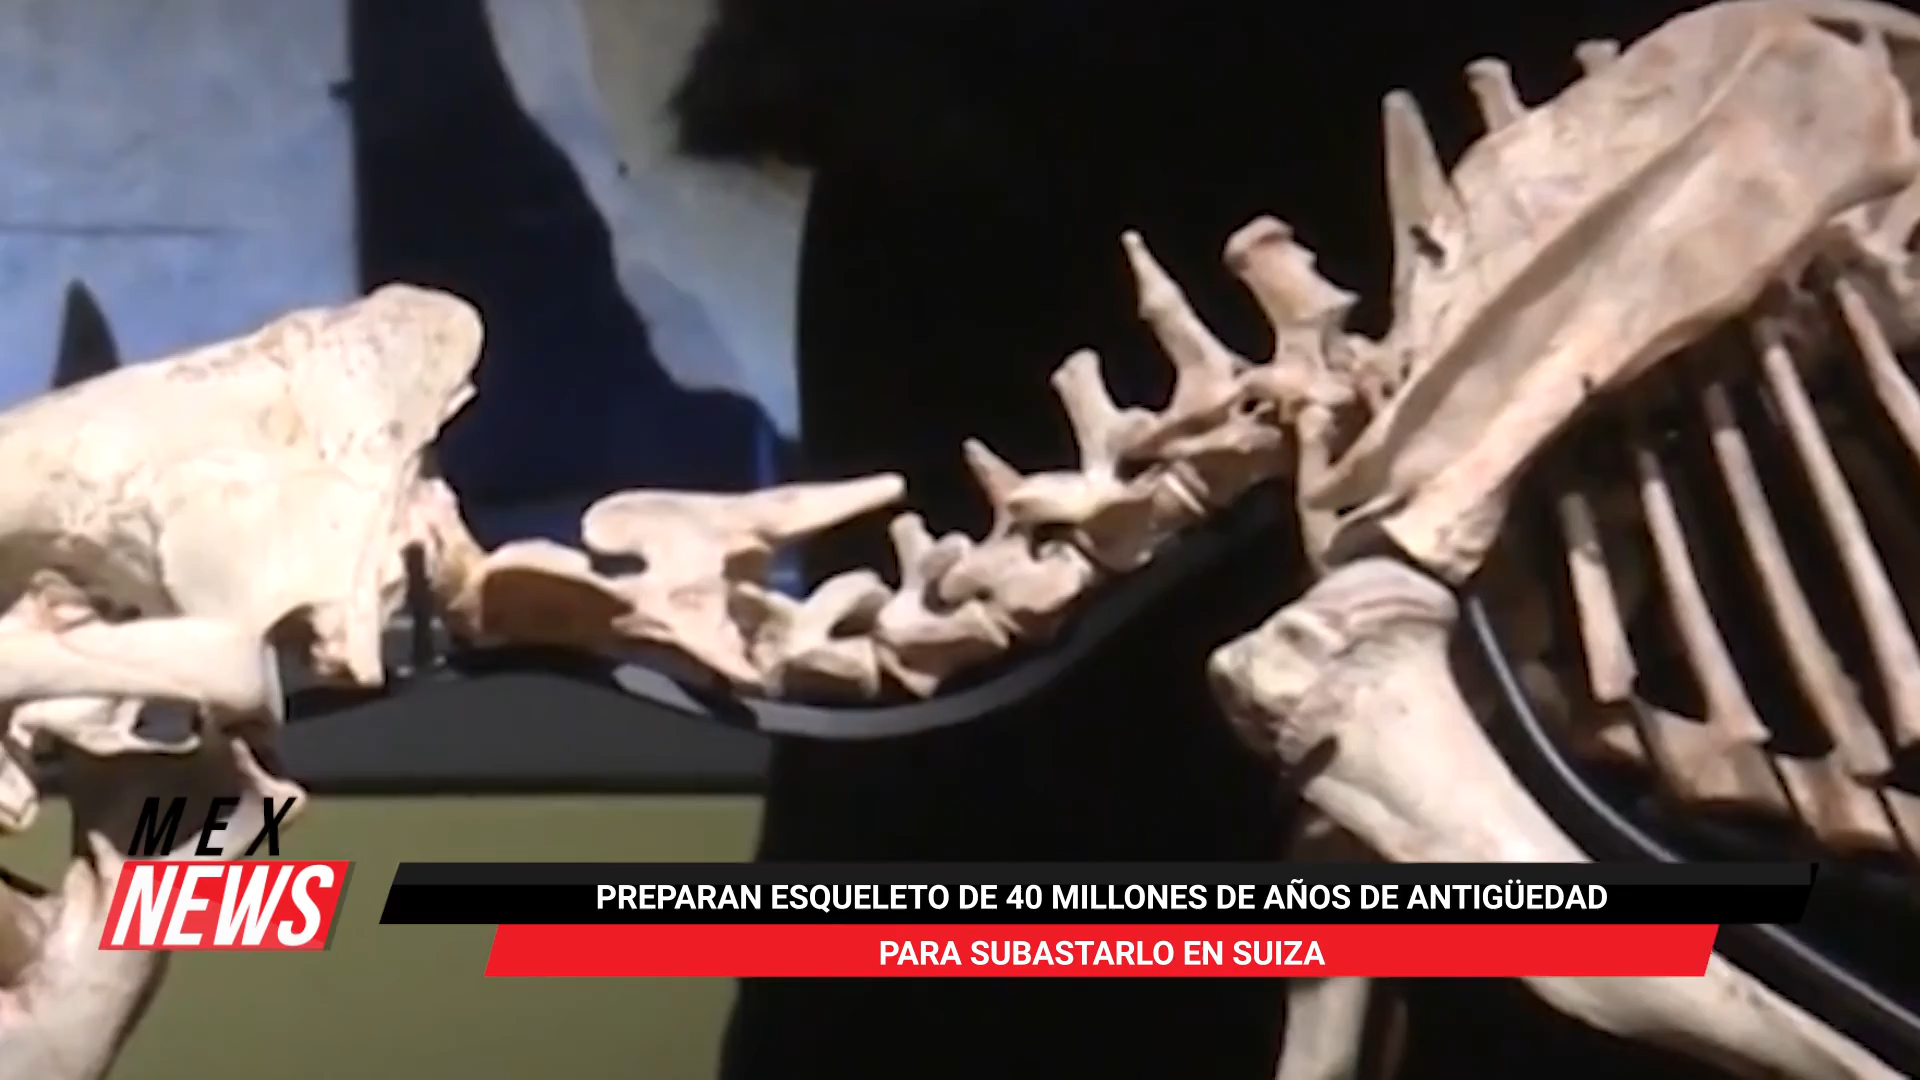 MEX
NEWS
PREPARAN ESQUELETO DE 40 MILLONES DE AÑOS DE ANTIGÜEDAD
PARA SUBASTARLO EN SUIZA